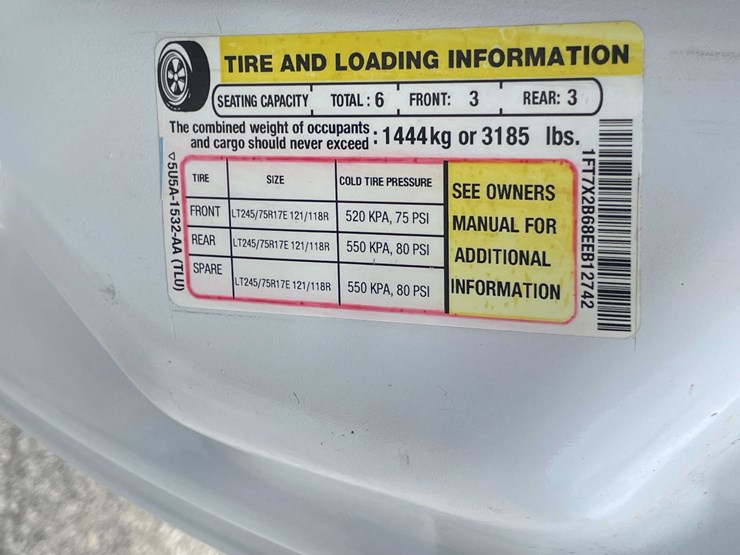 TIRE AND LOADING INFORMATION
SEATING CAPACITY TOTAL : 6 FRONT: 3 REAR: 3
The combined weight of occupants
and cargo should never exceed : 1444kg or 3185 lbs.
TIRE SIZE COLD TIRE PRESSURE
FRONT LT245/75R17E 121/118R 520 KPA, 75 PSI
REAR LT245/75R17E 121/118R 550 KPA, 80 PSI
SPARE LT245/75R17E 121/118R 550 KPA, 80 PSI
SEE OWNERS
MANUAL FOR
ADDITIONAL
INFORMATION
5U5A-1532-AA (TLU)
1FT7X2B68EEB12742